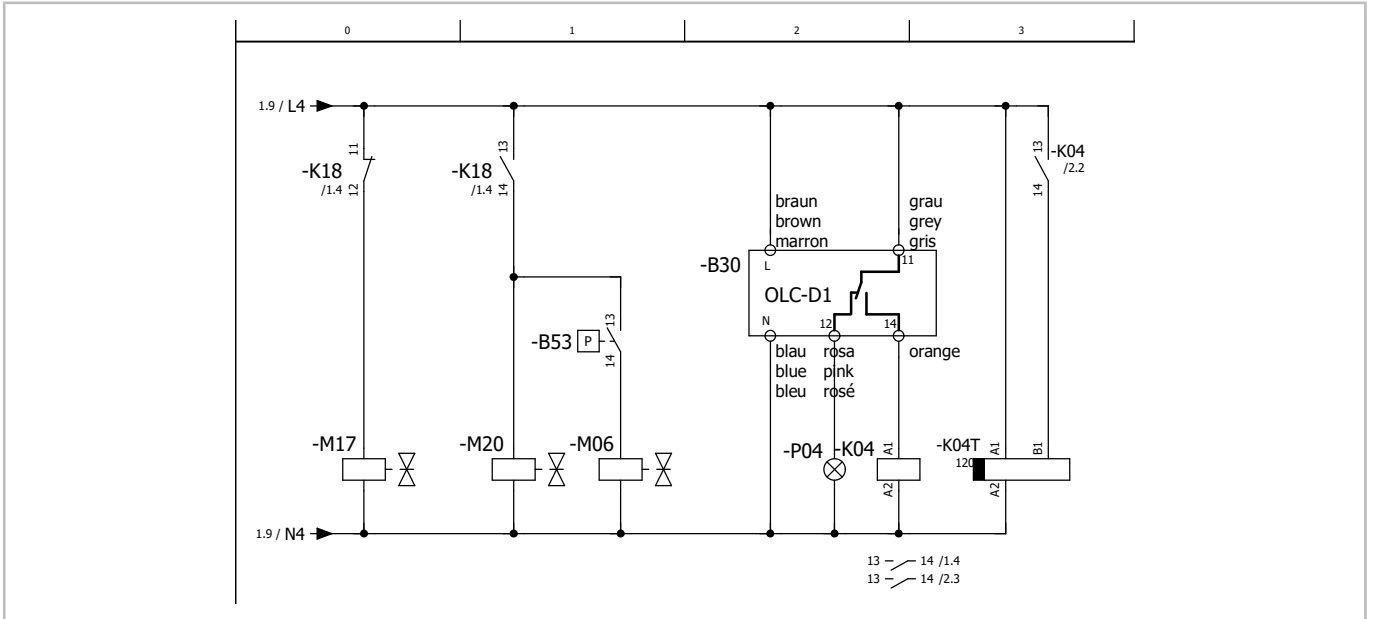 0 1 2 3
1.9 / L4
11
-K18
/1.4
12
13
-K18
/1.4
14
13
-K04
/2.2
14
braun
brown
marron
grau
grey
gris
-B30
L
11
OLC-D1
N
12
14
13
-B53
P
14
blau rosa orange
blue pink
bleu rosé
-M17
-M20
-M06
-P04
-K04
A1
A2
-K04T
120
A1
B1
A2
1.9 / N4
13 14 /1.4
13 14 /2.3